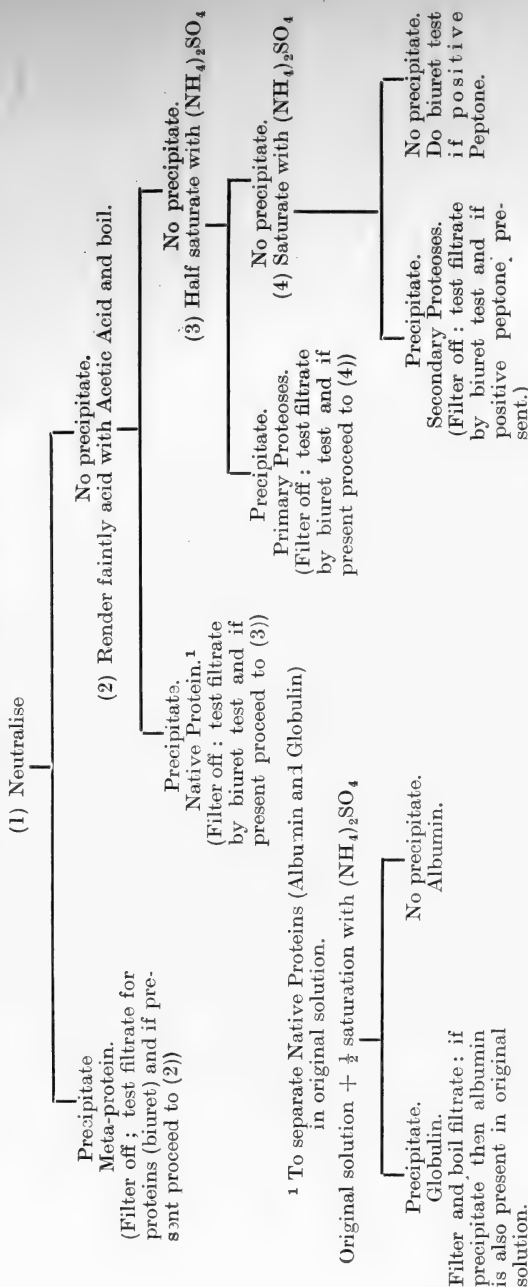 (1) Neutralise
Precipitate
Meta-protein.
(Filter off; test filtrate for
proteins (biuret) and if pre-
sent proceed to (2))
No precipitate.
(2) Render faintly acid with Acetic Acid and boil.
Precipitate.
Native Protein.¹
(Filter off; test filtrate
by biuret test and if
present proceed to (3))
No precipitate.
(3) Half saturate with (NH₄)₂SO₄
Precipitate.
Primary Proteoses.
(Filter off; test filtrate
by biuret test and if
present proceed to (4))
No precipitate.
(4) Saturate with (NH₄)₂SO₄
Precipitate.
Secondary Proteoses.
(Filter off: test filtrate
by biuret test and if
positive peptone pre-
sent.)
No precipitate.
Do biuret test
if positive
Peptone.
¹ To separate Native Proteins (Albumin and Globulin)
in original solution.
Original solution + ½ saturation with (NH₄)₂SO₄
Precipitate.
Globulin.
Filter and boil filtrate: if
precipitate then albumin
is also present in original
solution.
No precipitate.
Albumin.